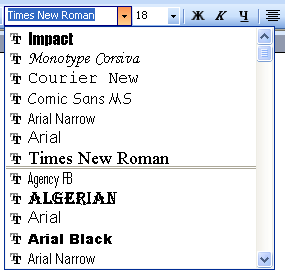 Times New Roman 18 Ж К Ч
Impact
Monotype Corsiva
Courier New
Comic Sans MS
Arial Narrow
Arial
Times New Roman
Agency FB
ALGERIAN
Arial
Arial Black
Arial Narrow